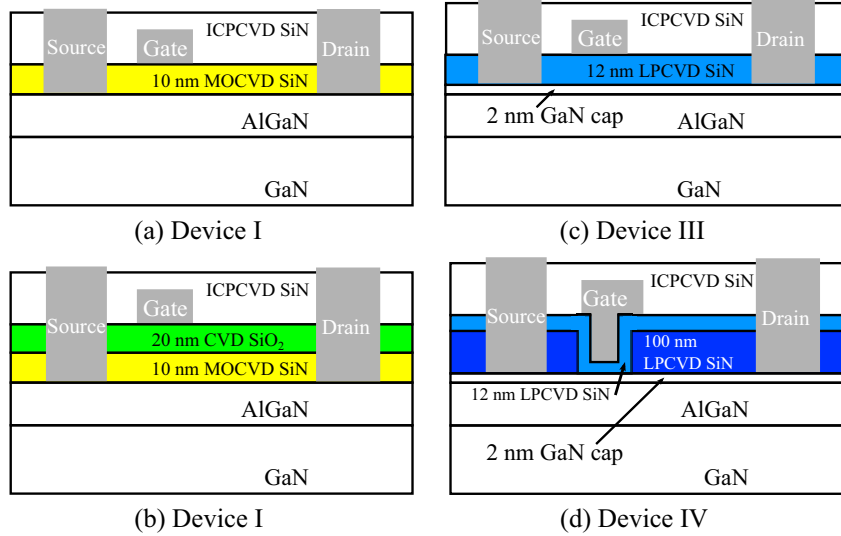 ICPCVD SiN
Source
Gate
Drain
10 nm MOCVD SiN
AlGaN
GaN
(a) Device I
ICPCVD SiN
Source
Gate
Drain
20 nm CVD SiO₂
10 nm MOCVD SiN
AlGaN
GaN
(b) Device I
ICPCVD SiN
Source
Gate
Drain
12 nm LPCVD SiN
2 nm GaN cap
AlGaN
GaN
(c) Device III
ICPCVD SiN
Source
Gate
Drain
100 nm
LPCVD SiN
12 nm LPCVD SiN
AlGaN
2 nm GaN cap
GaN
(d) Device IV